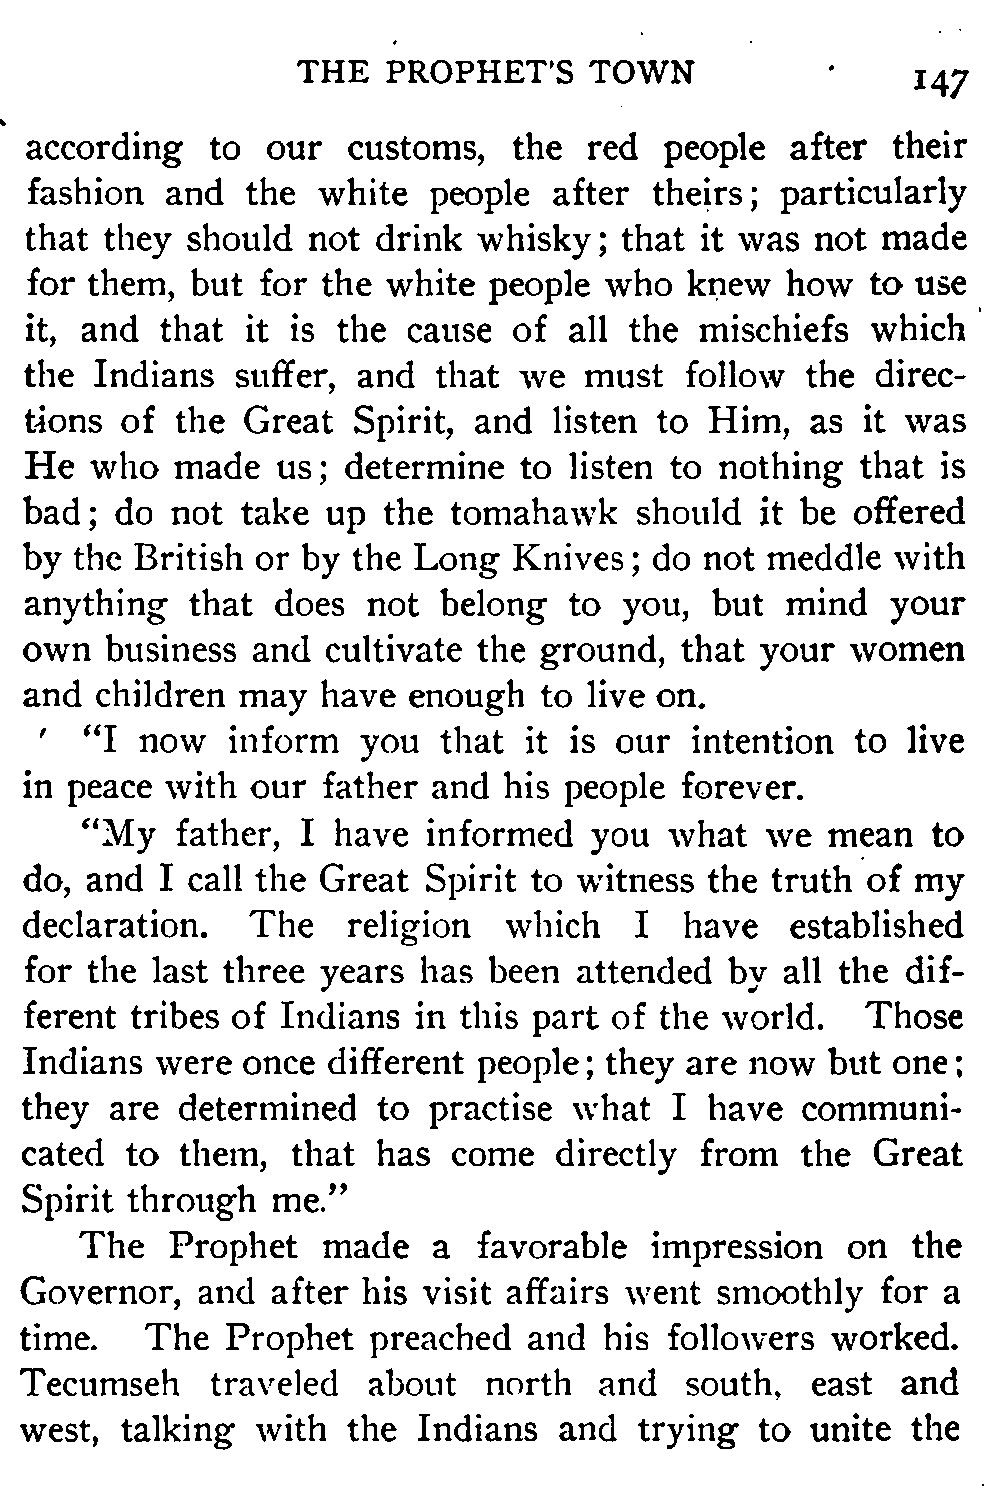 THE PROPHET'S TOWN 147
according to our customs, the red people after their
fashion and the white people after theirs; particularly
that they should not drink whisky; that it was not made
for them, but for the white people who knew how to use
it, and that it is the cause of all the mischiefs which
the Indians suffer, and that we must follow the direc-
tions of the Great Spirit, and listen to Him, as it was
He who made us; determine to listen to nothing that is
bad; do not take up the tomahawk should it be offered
by the British or by the Long Knives; do not meddle with
anything that does not belong to you, but mind your
own business and cultivate the ground, that your women
and children may have enough to live on.
"I now inform you that it is our intention to live
in peace with our father and his people forever.
"My father, I have informed you what we mean to
do, and I call the Great Spirit to witness the truth of my
declaration. The religion which I have established
for the last three years has been attended by all the dif-
ferent tribes of Indians in this part of the world. Those
Indians were once different people; they are now but one;
they are determined to practise what I have communi-
cated to them, that has come directly from the Great
Spirit through me."
The Prophet made a favorable impression on the
Governor, and after his visit affairs went smoothly for a
time. The Prophet preached and his followers worked.
Tecumseh traveled about north and south, east and
west, talking with the Indians and trying to unite the